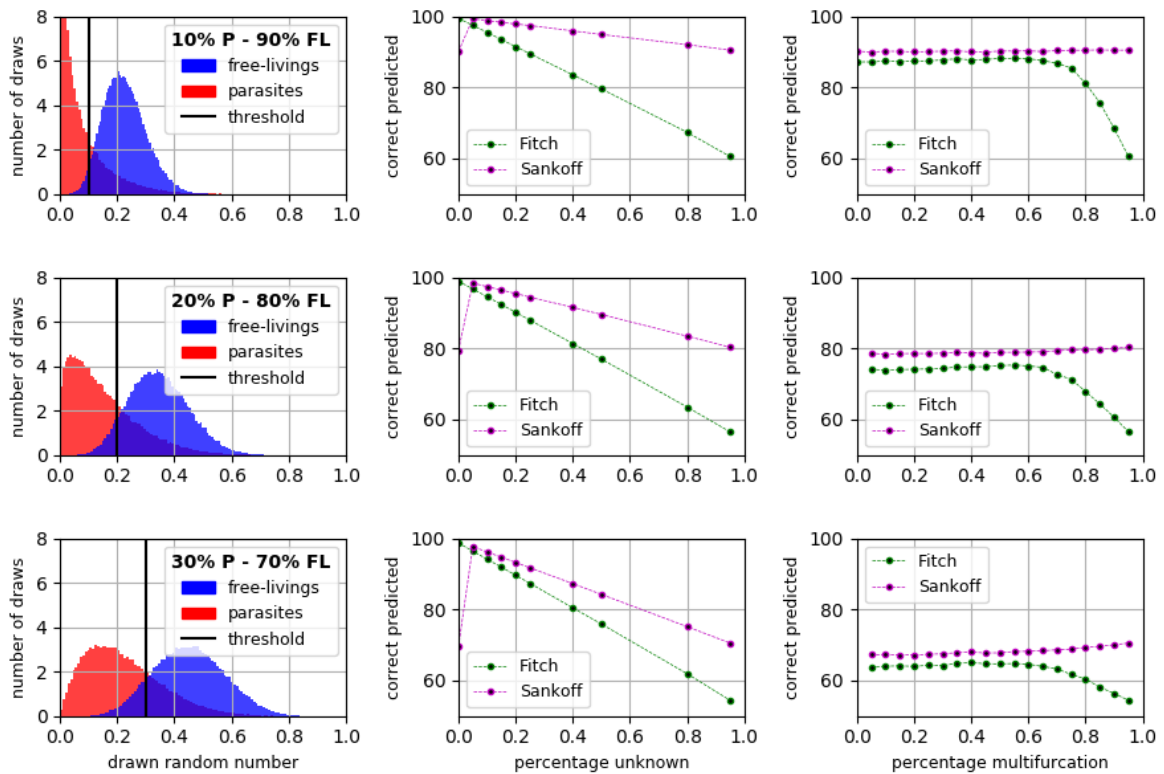 number of draws
8
6
4
2
0
0.0 0.2 0.4 0.6 0.8 1.0
10% P - 90% FL
free-livings
parasites
threshold
correct predicted
100
80
60
0.0 0.2 0.4 0.6 0.8 1.0
Fitch
Sankoff
correct predicted
100
80
60
0.0 0.2 0.4 0.6 0.8 1.0
Fitch
Sankoff
number of draws
8
6
4
2
0
0.0 0.2 0.4 0.6 0.8 1.0
20% P - 80% FL
free-livings
parasites
threshold
correct predicted
100
80
60
0.0 0.2 0.4 0.6 0.8 1.0
Fitch
Sankoff
correct predicted
100
80
60
0.0 0.2 0.4 0.6 0.8 1.0
Fitch
Sankoff
number of draws
8
6
4
2
0
0.0 0.2 0.4 0.6 0.8 1.0
drawn random number
30% P - 70% FL
free-livings
parasites
threshold
correct predicted
100
80
60
0.0 0.2 0.4 0.6 0.8 1.0
percentage unknown
Fitch
Sankoff
correct predicted
100
80
60
0.0 0.2 0.4 0.6 0.8 1.0
percentage multifurcation
Fitch
Sankoff